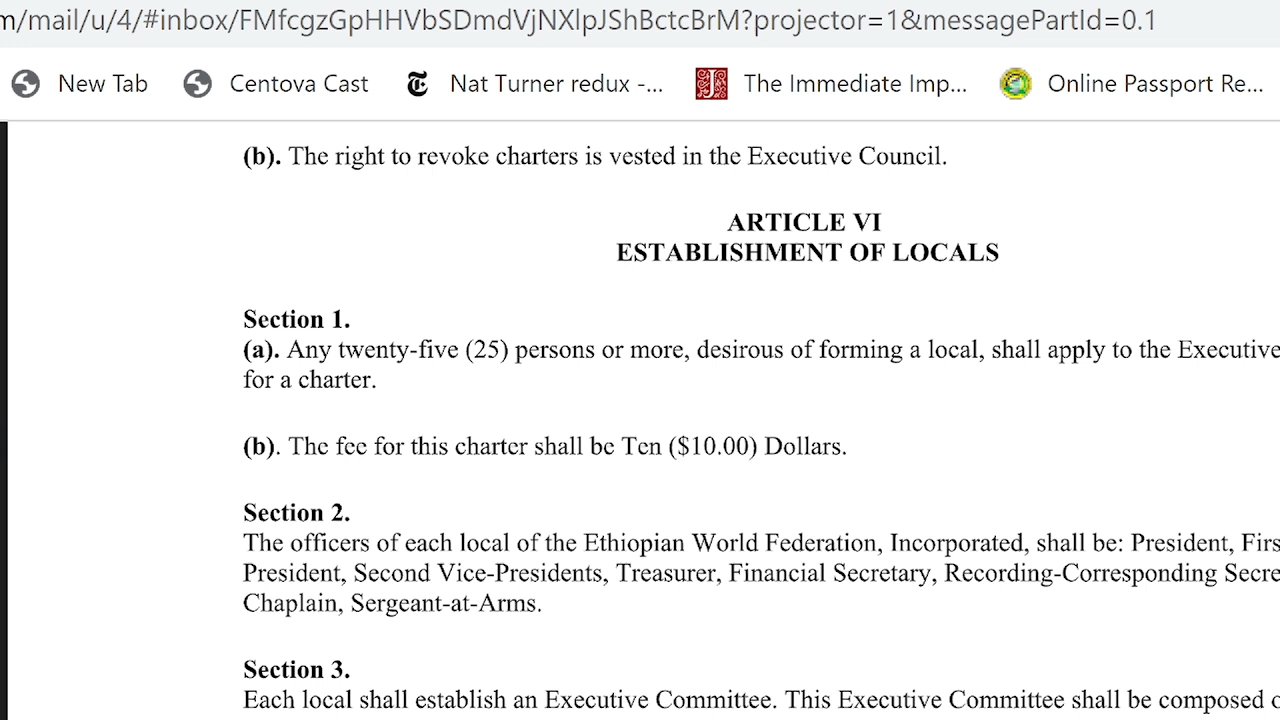 m/mail/u/4/#inbox/FMfcgzGpHHVbSDmdVjNXlpJShBctcBrM?projector=1&messagePartId=0.1
New Tab Centova Cast Nat Turner redux -... The Immediate Imp... Online Passport Re...
(b). The right to revoke charters is vested in the Executive Council.
ARTICLE VI
ESTABLISHMENT OF LOCALS
Section 1.
(a). Any twenty-five (25) persons or more, desirous of forming a local, shall apply to the Executive
for a charter.
(b). The fee for this charter shall be Ten ($10.00) Dollars.
Section 2.
The officers of each local of the Ethiopian World Federation, Incorporated, shall be: President, Firs
President, Second Vice-Presidents, Treasurer, Financial Secretary, Recording-Corresponding Secre
Chaplain, Sergeant-at-Arms.
Section 3.
Each local shall establish an Executive Committee. This Executive Committee shall be composed o